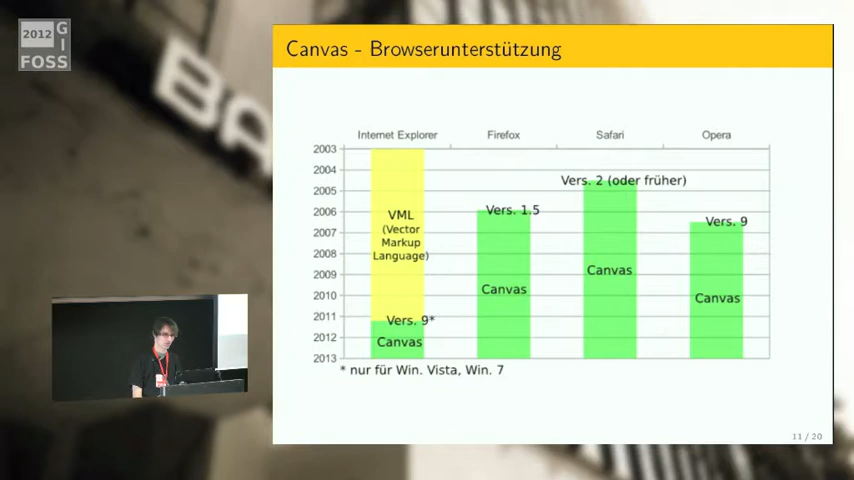 2012
GI
FOSS
BA
Canvas - Browserunterstützung
Internet Explorer Firefox Safari Opera
2003
2004
2005
2006
2007
2008
2009
2010
2011
2012
2013
VML
(Vector
Markup
Language)
Vers. 9*
Canvas
Vers. 1.5
Canvas
Vers. 2 (oder früher)
Canvas
Vers. 9
Canvas
* nur für Win. Vista, Win. 7
11 / 20